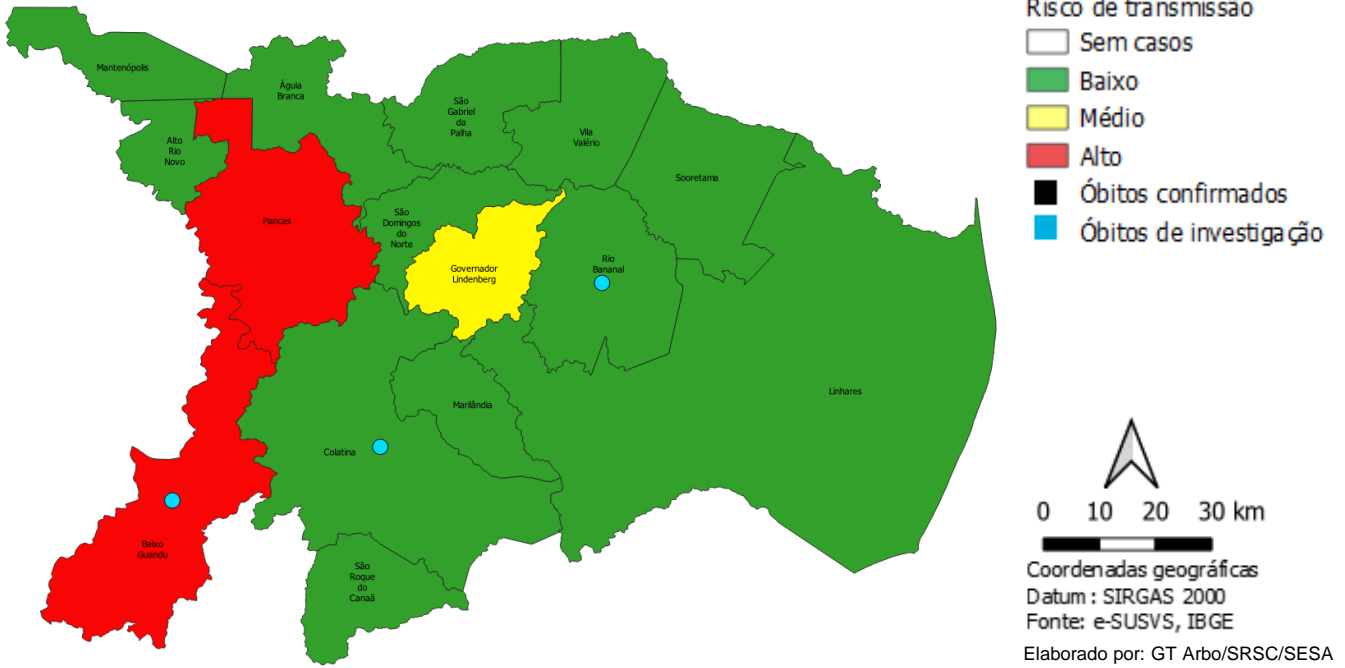 Risco de transmissão
Sem casos
Baixo
Médio
Alto
Óbitos confirmados
Óbitos de investigação
Mantenópolis
Águia
Branca
São
Gabriel
da
Palha
Vila
Valério
Alto
Rio
Novo
Sooretama
Pancas
São
Domingos
do
Norte
Governador
Lindenberg
Rio
Bananal
Linhares
Marilândia
Colatina
Baixo
Guandu
São
Roque
do
Canaã
0 10 20 30 km
Coordenadas geográficas
Datum : SIRGAS 2000
Fonte: e-SUSVS, IBGE
Elaborado por: GT Arbo/SRSC/SESA